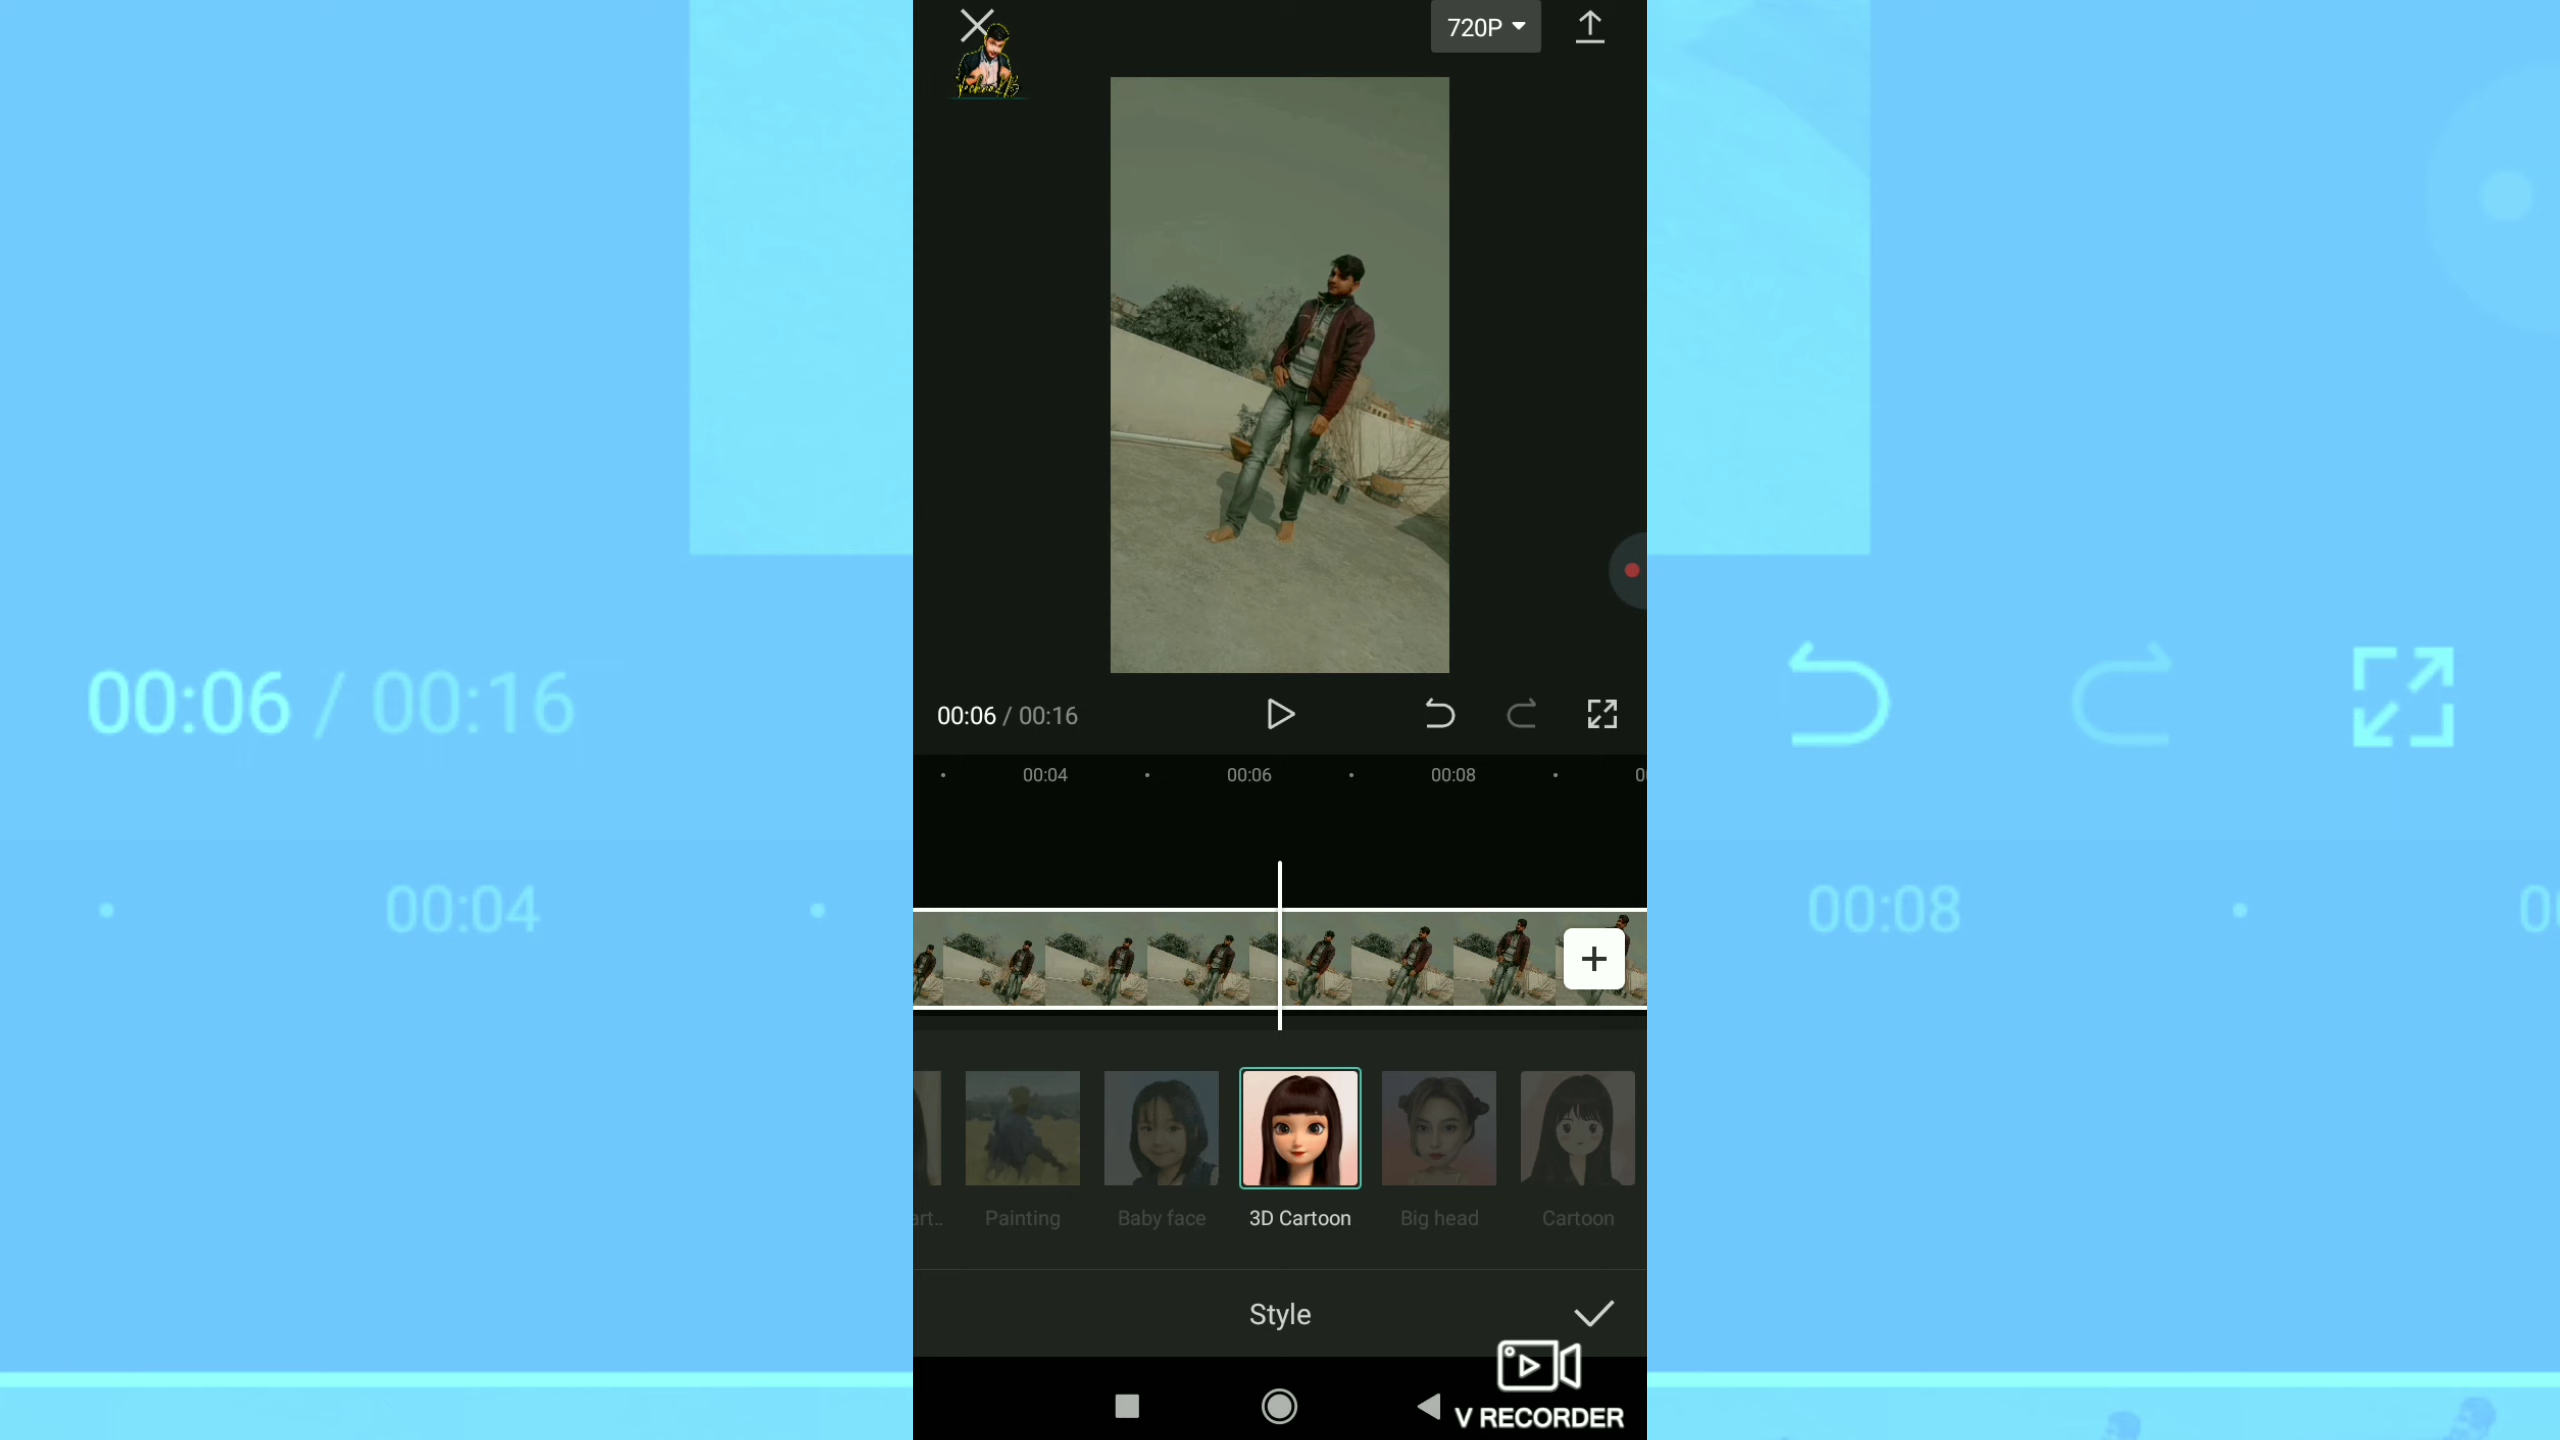 720P
00:06 / 00:16
00:06 / 00:16
00:04
00:06
00:08
00:04
00:08
Painting
Baby face
3D Cartoon
Big head
Cartoon
Style
V RECORDER